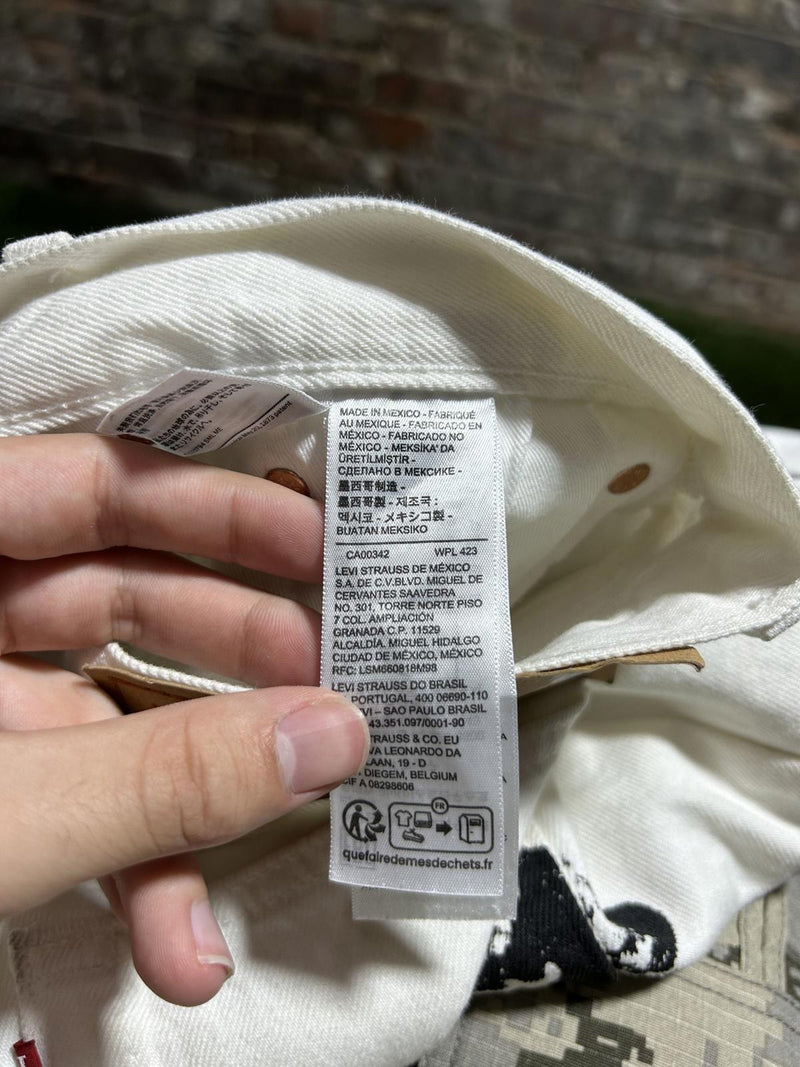 MADE IN MEXICO - FABRIQUÉ
AU MEXIQUE - FABRICADO EN
MÉXICO - FABRICADO NO
MÉXICO - MEKSİKA' DA
ÜRETİLMİŞTİR -
СДЕЛАНО В МЕКСИКЕ -
墨西哥制造 -
墨西哥製 - 제조국 :
멕시코 - メキシコ製 -
BUATAN MEKSIKO
CA00342 WPL 423
LEVI STRAUSS DE MÉXICO
S.A. DE C.V.BLVD. MIGUEL DE
CERVANTES SAAVEDRA
NO. 301, TORRE NORTE PISO
7 COL. AMPLIACIÓN
GRANADA C.P. 11529
ALCALDÍA. MIGUEL HIDALGO
CIUDAD DE MÉXICO, MÉXICO
RFC: LSM860818M98
LEVI STRAUSS DO BRASIL
PORTUGAL, 400 06690-110
VI – SAO PAULO BRASIL
43.351.097/0001-90
TRAUSS & CO. EU
VA LEONARDO DA
LAAN, 19 - D
DIEGEM, BELGIUM
CIF A 08298606
FR
quefairedemesdechets.fr